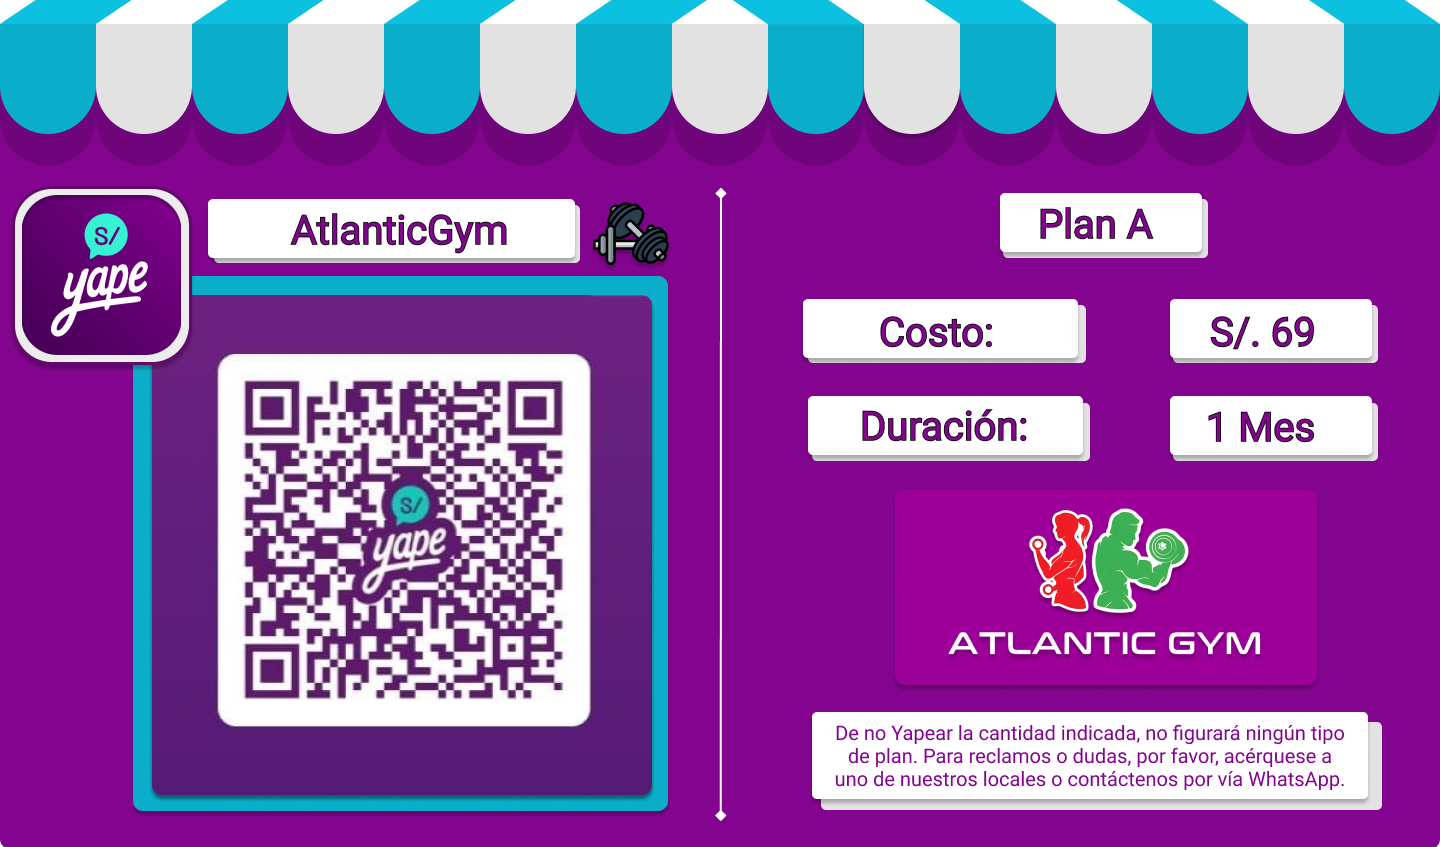 S/
yape
AtlanticGym
S/
yape
Plan A
Costo:
S/. 69
Duración:
1 Mes
ATLANTIC GYM
De no Yapear la cantidad indicada, no figurará ningún tipo
de plan. Para reclamos o dudas, por favor, acérquese a
uno de nuestros locales o contáctenos por vía WhatsApp.